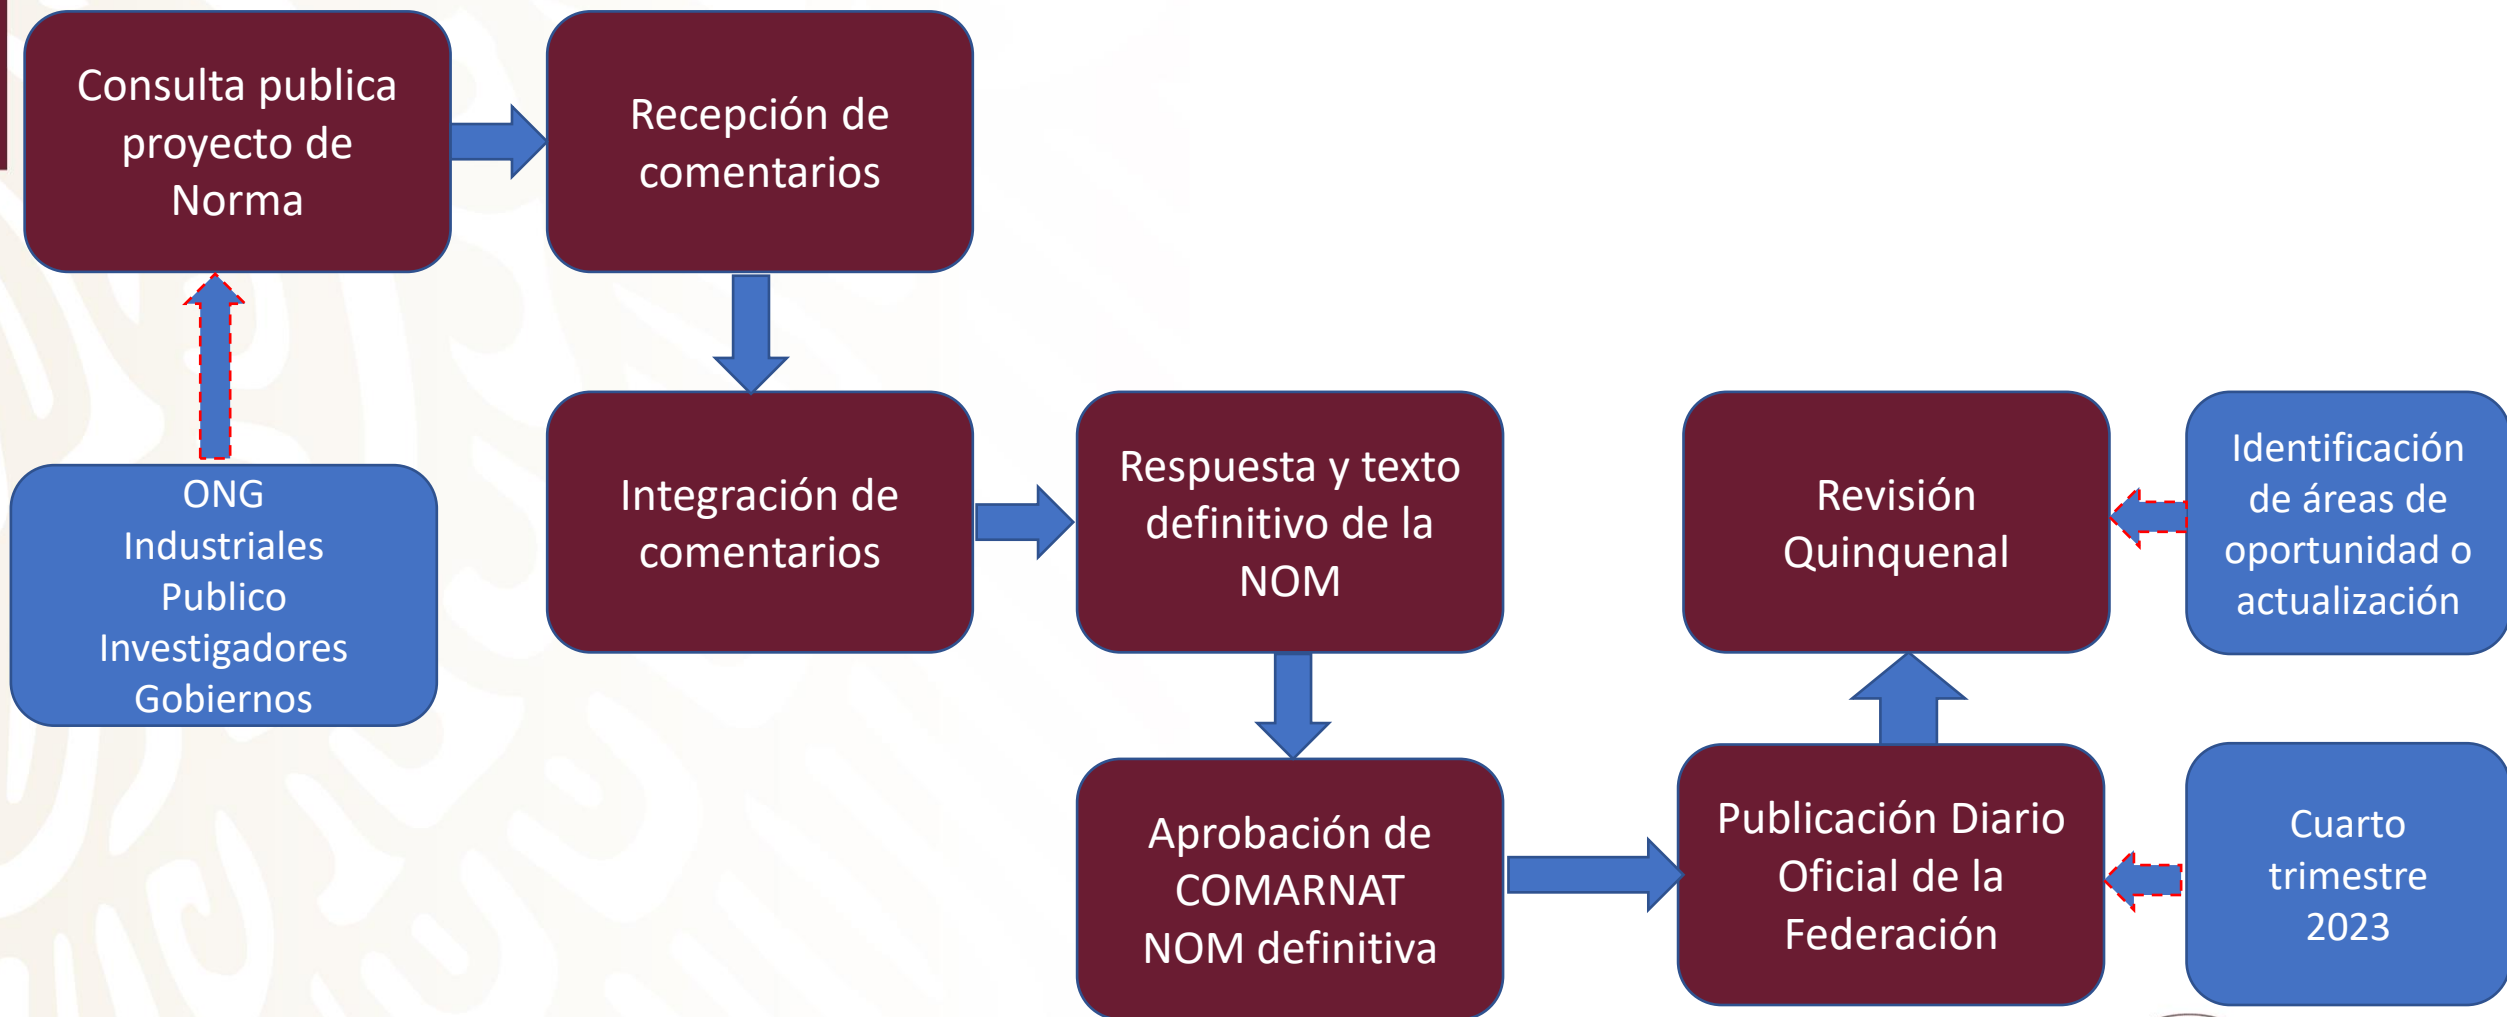 Consulta publica
proyecto de
Norma
Recepción de
comentarios
ONG
Industriales
Publico
Investigadores
Gobiernos
Integración de
comentarios
Respuesta y texto
definitivo de la
NOM
Revisión
Quinquenal
Identificación
de áreas de
oportunidad o
actualización
Aprobación de
COMARNAT
NOM definitiva
Publicación Diario
Oficial de la
Federación
Cuarto
trimestre
2023